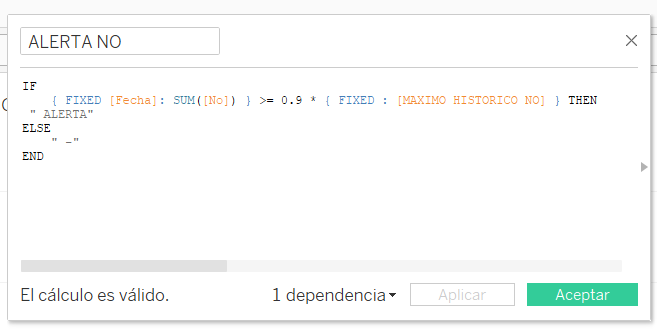 ALERTA NO
IF
{ FIXED [Fecha]: SUM([No]) } >= 0.9 * { FIXED : [MAXIMO HISTORICO NO] } THEN
" ALERTA"
ELSE
" -"
END
El cálculo es válido.
1 dependencia
Aplicar
Aceptar